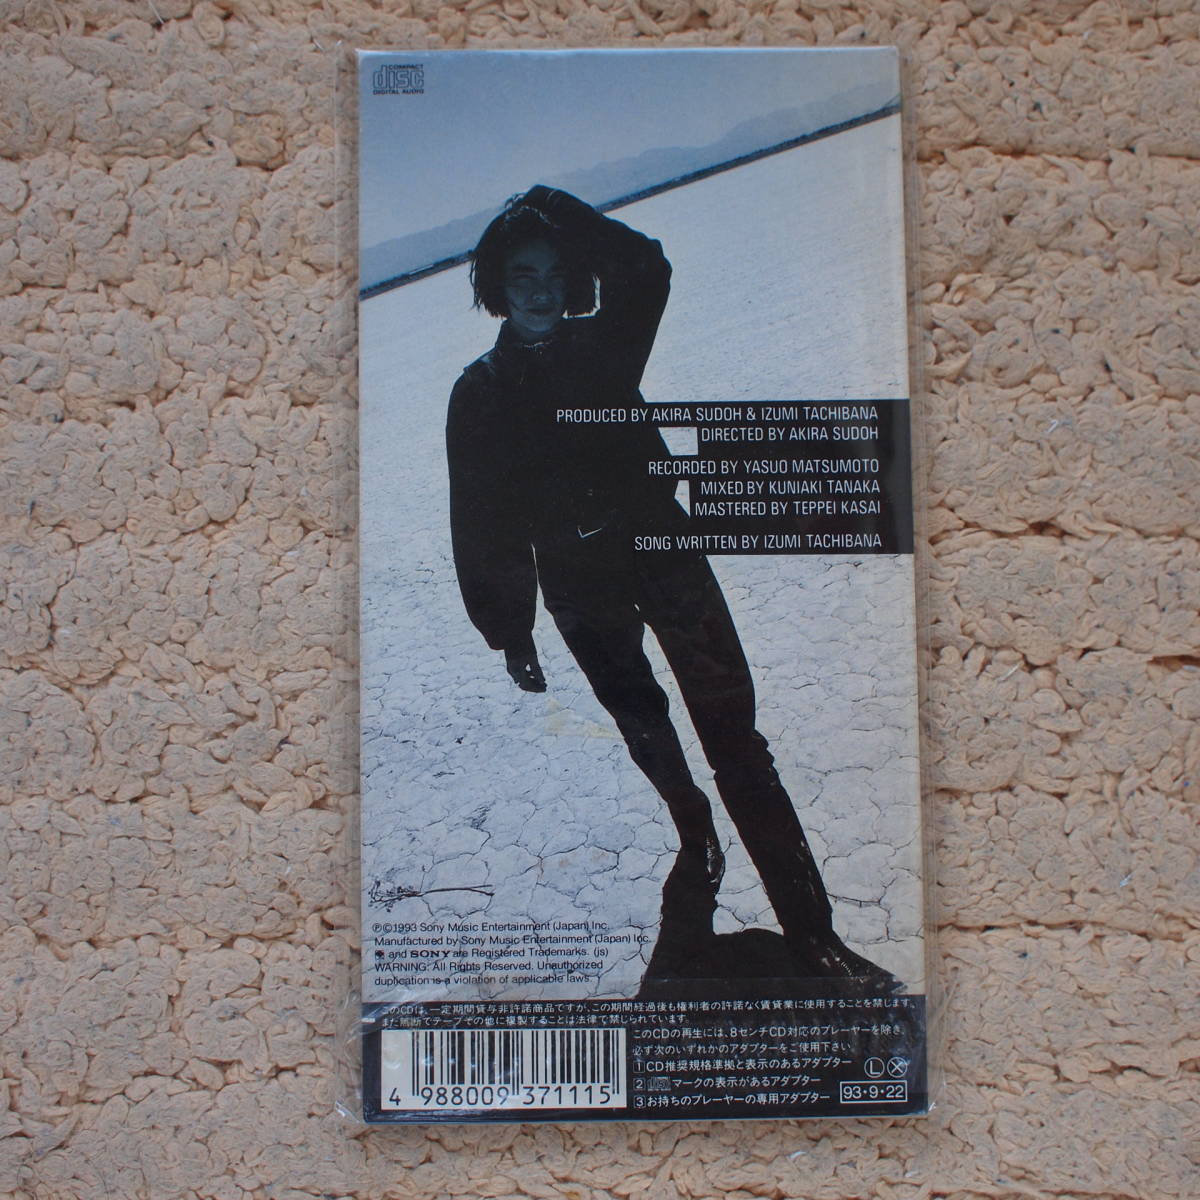 COMPACT
disc
DIGITAL AUDIO
PRODUCED BY AKIRA SUDOH & IZUMI TACHIBANA
DIRECTED BY AKIRA SUDOH
RECORDED BY YASUO MATSUMOTO
MIXED BY KUNIAKI TANAKA
MASTERED BY TEPPEI KASAI
SONG WRITTEN BY IZUMI TACHIBANA
Ⓟ©1993 Sony Music Entertainment (Japan) Inc.
Manufactured by Sony Music Entertainment (Japan) Inc.
and SONY are Registered Trademarks. (js)
WARNING: All Rights Reserved. Unauthorized
duplication is a violation of applicable laws.
このCDは、一定期間貸与非許諾商品ですが、この期間経過後も権利者の許諾なく賃貸業に使用することを禁じます。
また無断でテープその他に複製することは法律で禁じられています。
このCDの再生には、8センチCD対応のプレーヤーを除き、
必ず次のいずれかのアダプターをご使用下さい。
1 CD推奨規格準拠と表示のあるアダプター
2 disc マークの表示があるアダプター
3 お持ちのプレーヤーの専用アダプター
Ⓛ Ⓧ
93・9・22
4 988009 371115